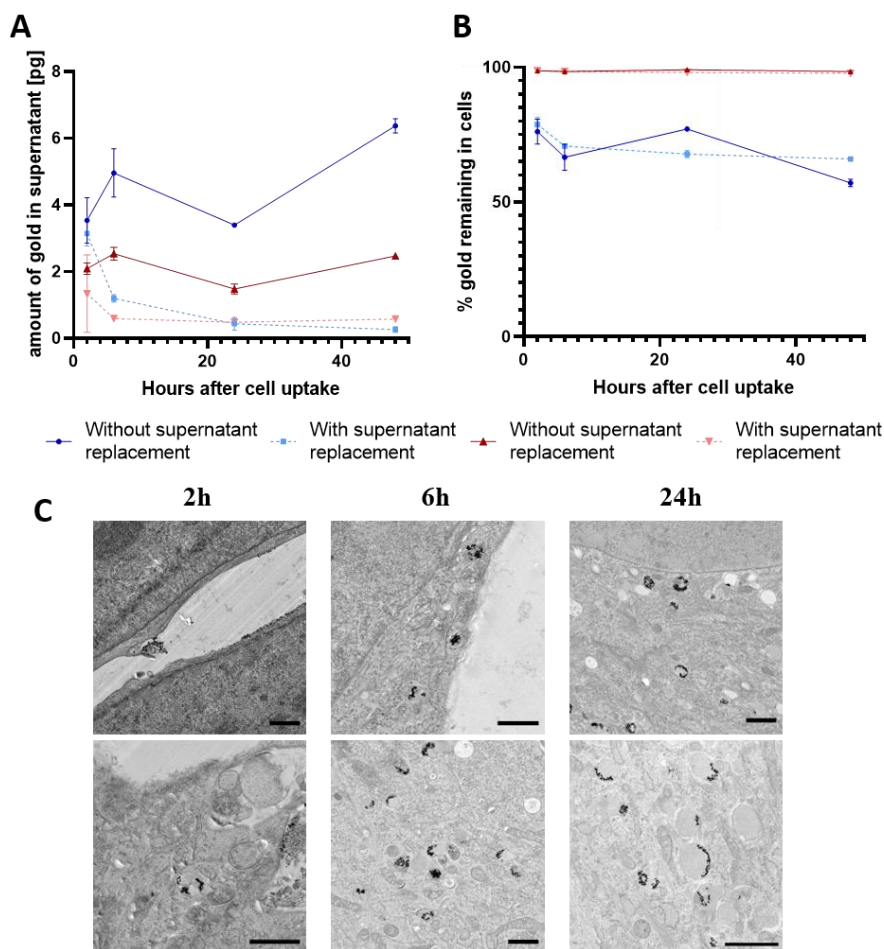 A
B
8
6
4
2
0
0
20
40
amount of gold in supernatant [pg]
Hours after cell uptake
100
50
0
0
20
40
% gold remaining in cells
Hours after cell uptake
Without supernatant
replacement
With supernatant
replacement
Without supernatant
replacement
With supernatant
replacement
C
2h
6h
24h